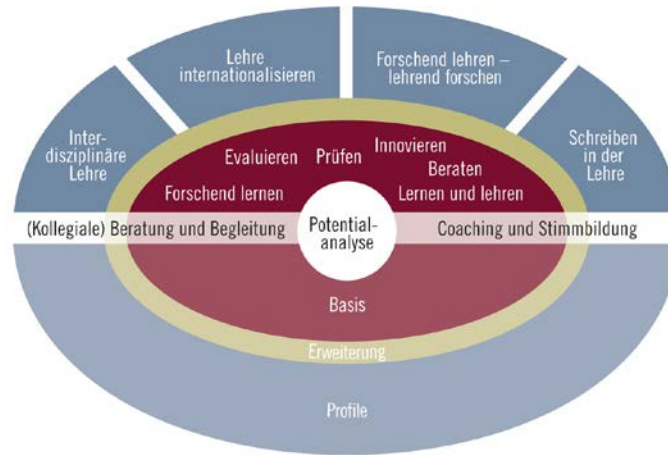 Lehre
internationalisieren
Forschend lehren –
lehrend forschen
Inter-
disziplinäre
Lehre
Schreiben
in der
Lehre
Evaluieren
Prüfen
Innovieren
Beraten
Forschend lernen
Lernen und lehren
(Kollegiale) Beratung und Begleitung
Potential-
analyse
Coaching und Stimmbildung
Basis
Erweiterung
Profile